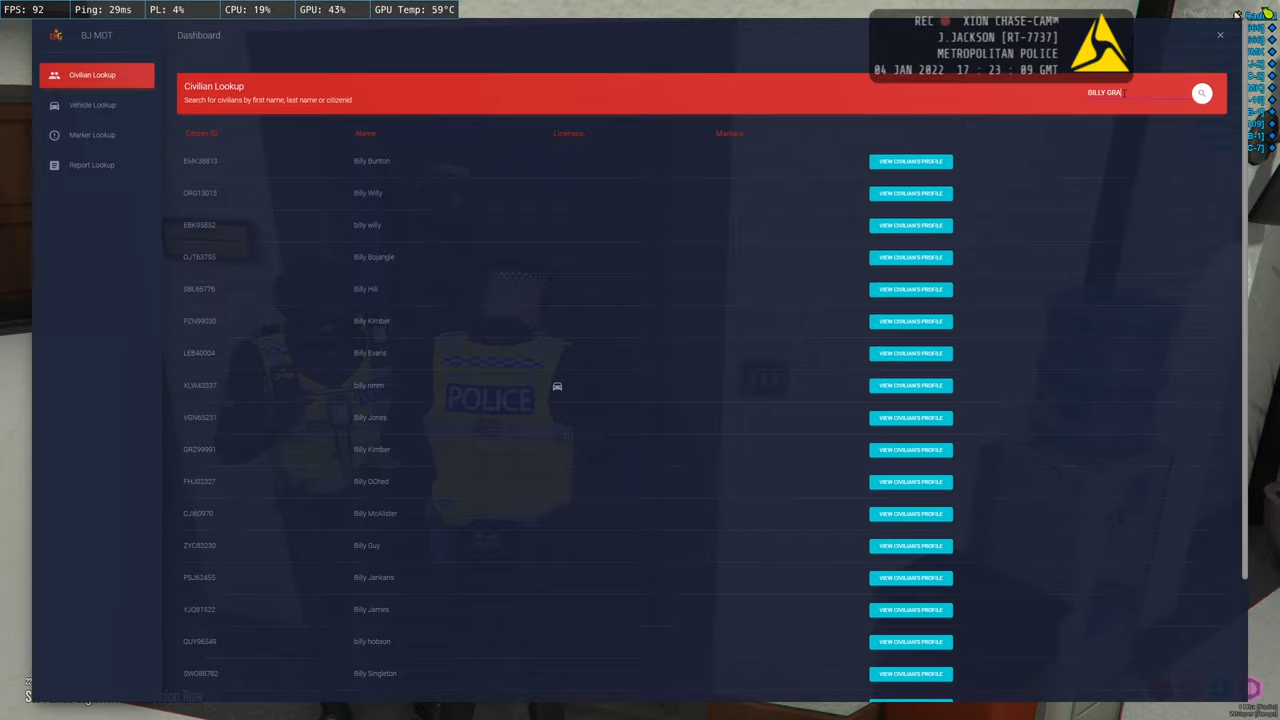 FPS: 92 Ping: 29ms PL: 4% CPU: 19% GPU: 43% GPU Temp: 59°C
REC XION CHASE-CAM™
J.JACKSON [RT-7737]
METROPOLITAN POLICE
04 JAN 2022 17 : 23 : 09 GMT
BJ MDT
Dashboard
Civilian Lookup
Vehicle Lookup
Marker Lookup
Report Lookup
Civilian Lookup
Search for civilians by first name, last name or citizenid
BILLY GRA
Citizen ID Name Licenses Markers
EMK38813 Billy Bunton VIEW CIVILIAN'S PROFILE
ORG13013 Billy Willy VIEW CIVILIAN'S PROFILE
EBK95852 billy willy VIEW CIVILIAN'S PROFILE
OJT63795 Billy Bojangle VIEW CIVILIAN'S PROFILE
SBL66776 Billy Hill VIEW CIVILIAN'S PROFILE
PZN99030 Billy Kimber VIEW CIVILIAN'S PROFILE
LEB40004 Billy Evans VIEW CIVILIAN'S PROFILE
XLW43337 billy VIEW CIVILIAN'S PROFILE
VGN65231 Billy Jones VIEW CIVILIAN'S PROFILE
GRZ99991 Billy Kimber VIEW CIVILIAN'S PROFILE
FHJ02327 Billy OChed VIEW CIVILIAN'S PROFILE
CJI60970 Billy McAlister VIEW CIVILIAN'S PROFILE
ZYC83230 Billy Guy VIEW CIVILIAN'S PROFILE
PSJ62455 Billy Jankans VIEW CIVILIAN'S PROFILE
YJQ81522 Billy James VIEW CIVILIAN'S PROFILE
QUY96549 billy hobson VIEW CIVILIAN'S PROFILE
SWO88782 Billy Singleton VIEW CIVILIAN'S PROFILE
POLICE